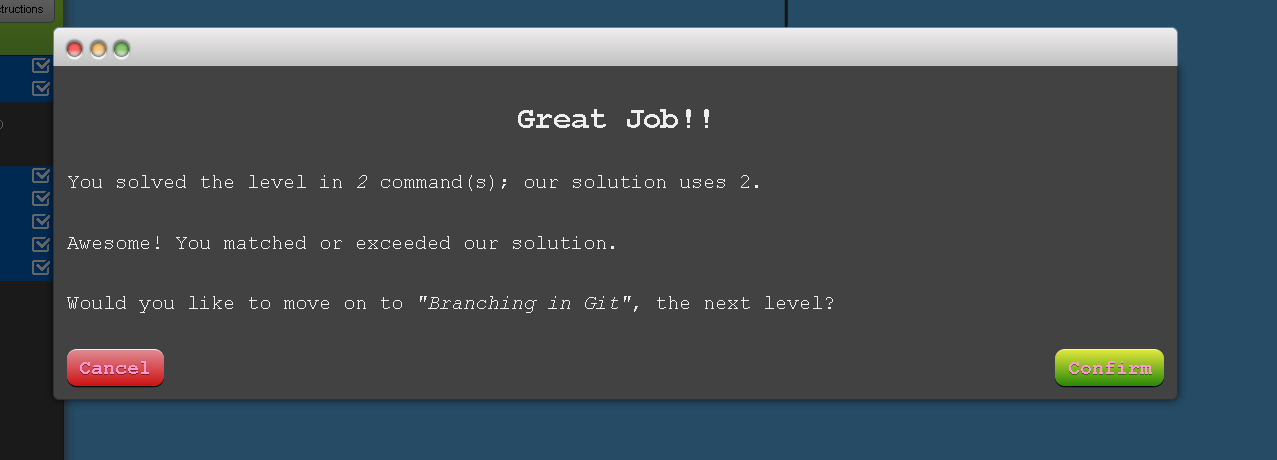 structions
Great Job!!
You solved the level in 2 command(s); our solution uses 2.
Awesome! You matched or exceeded our solution.
Would you like to move on to "Branching in Git", the next level?
Cancel
Confirm